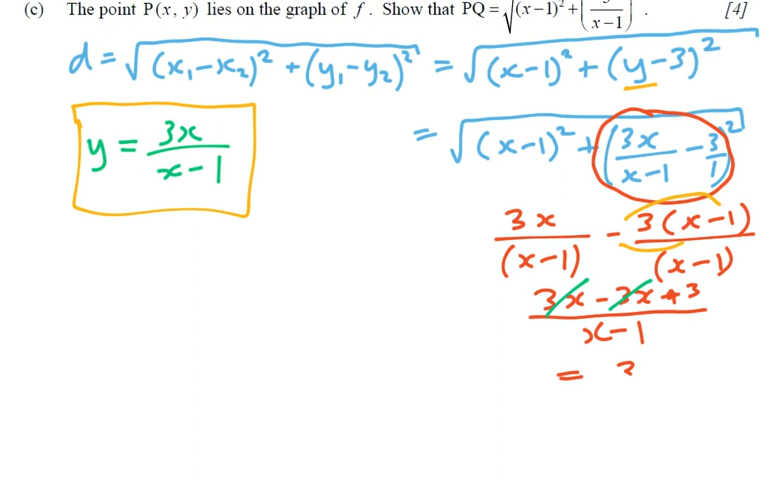 (c) The point P(x, y) lies on the graph of f. Show that PQ = √((x−1)² + (3/(x−1))²). [4]
d = √((x₁−x₂)² + (y₁−y₂)²) = √((x−1)² + (y−3)²)
y = 3x/(x−1)
= √((x−1)² + (3x/(x−1) − 3/1)²)
3x/(x−1) − 3(x−1)/(x−1)
(3x − 3x + 3)/(x−1)
= 3